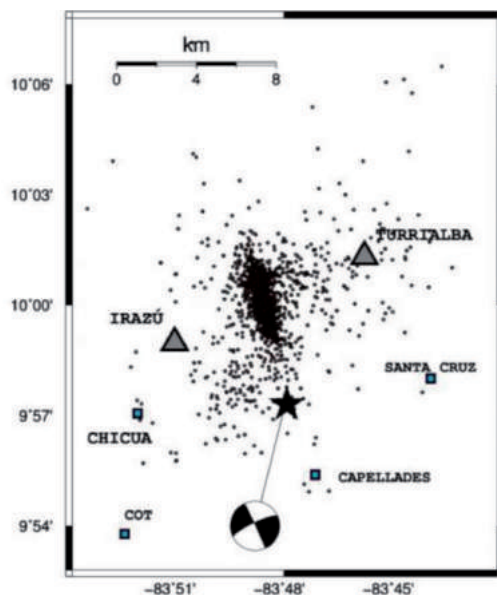 km
0 4 8
10°06'
10°03'
TURRIALBA
10°00'
IRAZÚ
SANTA CRUZ
9°57'
CHICUA
CAPELLADES
COT
9°54'
-83°51' -83°48' -83°45'